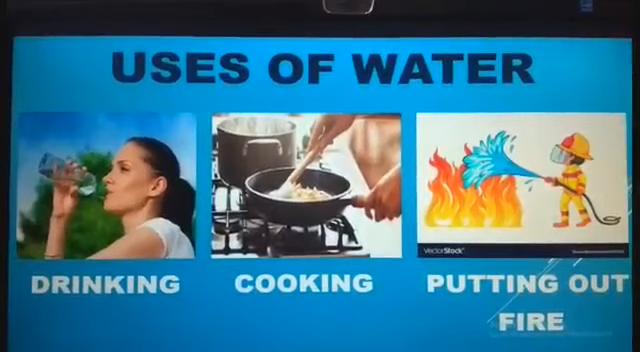 USES OF WATER
VectorStock
DRINKING
COOKING
PUTTING OUT
FIRE